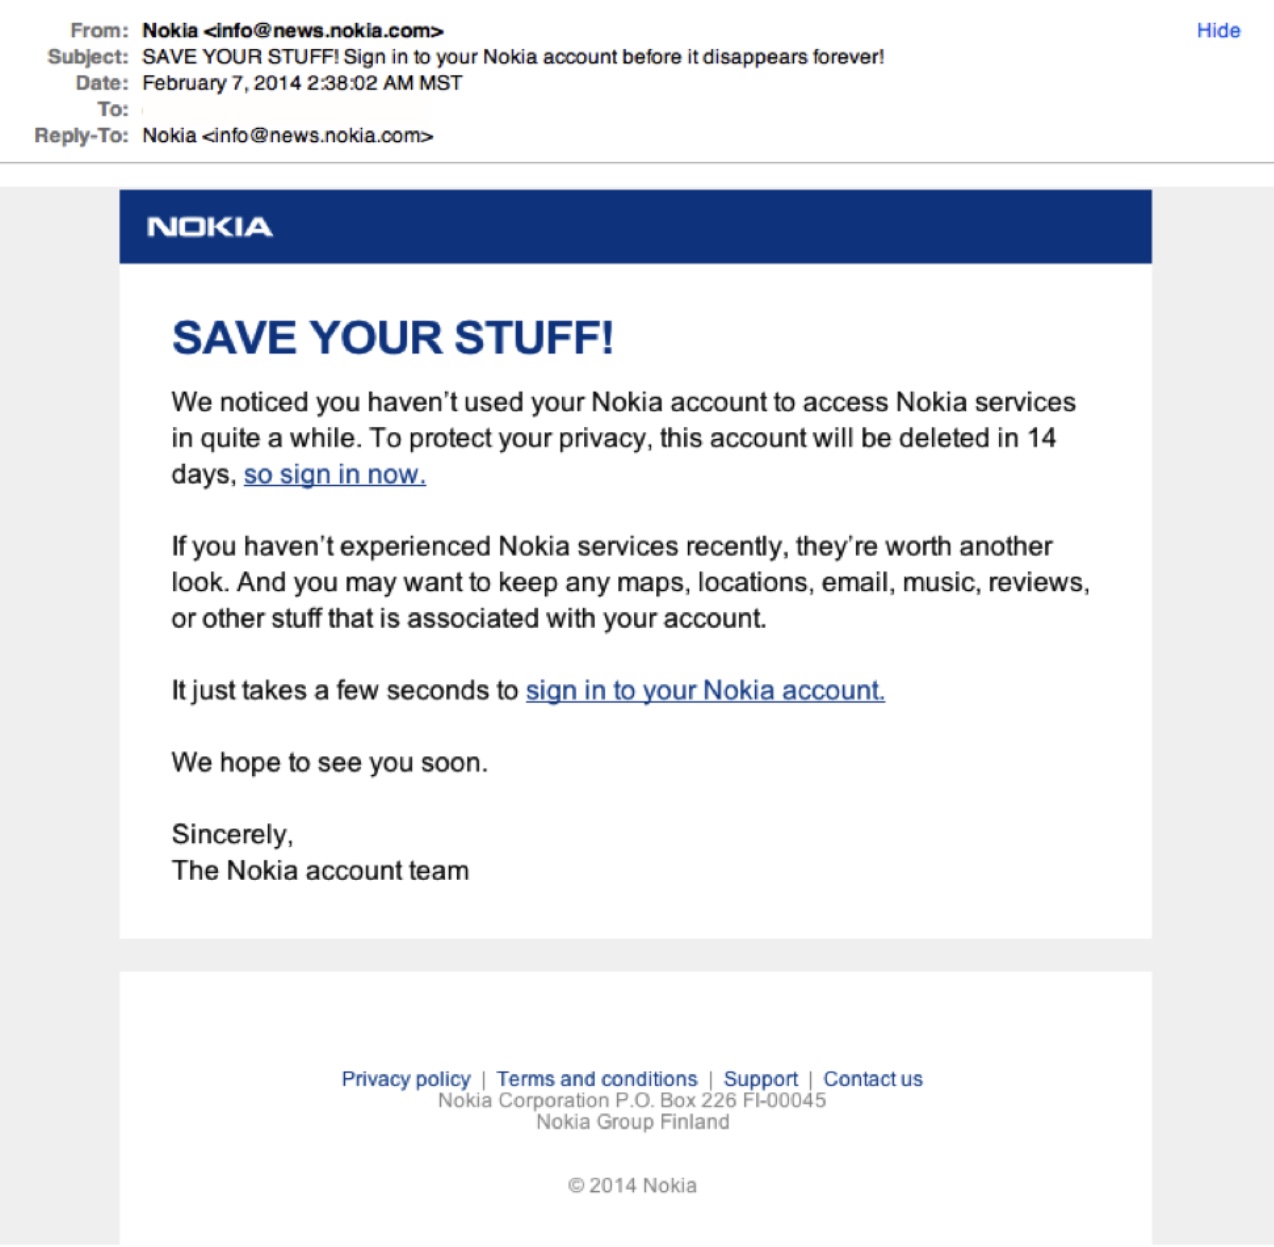 From: Nokia <info@news.nokia.com>
Hide
Subject: SAVE YOUR STUFF! Sign in to your Nokia account before it disappears forever!
Date: February 7, 2014 2:38:02 AM MST
To:
Reply-To: Nokia <info@news.nokia.com>
NOKIA
SAVE YOUR STUFF!
We noticed you haven't used your Nokia account to access Nokia services
in quite a while. To protect your privacy, this account will be deleted in 14
days, so sign in now.
If you haven't experienced Nokia services recently, they're worth another
look. And you may want to keep any maps, locations, email, music, reviews,
or other stuff that is associated with your account.
It just takes a few seconds to sign in to your Nokia account.
We hope to see you soon.
Sincerely,
The Nokia account team
Privacy policy | Terms and conditions | Support | Contact us
Nokia Corporation P.O. Box 226 FI-00045
Nokia Group Finland
© 2014 Nokia